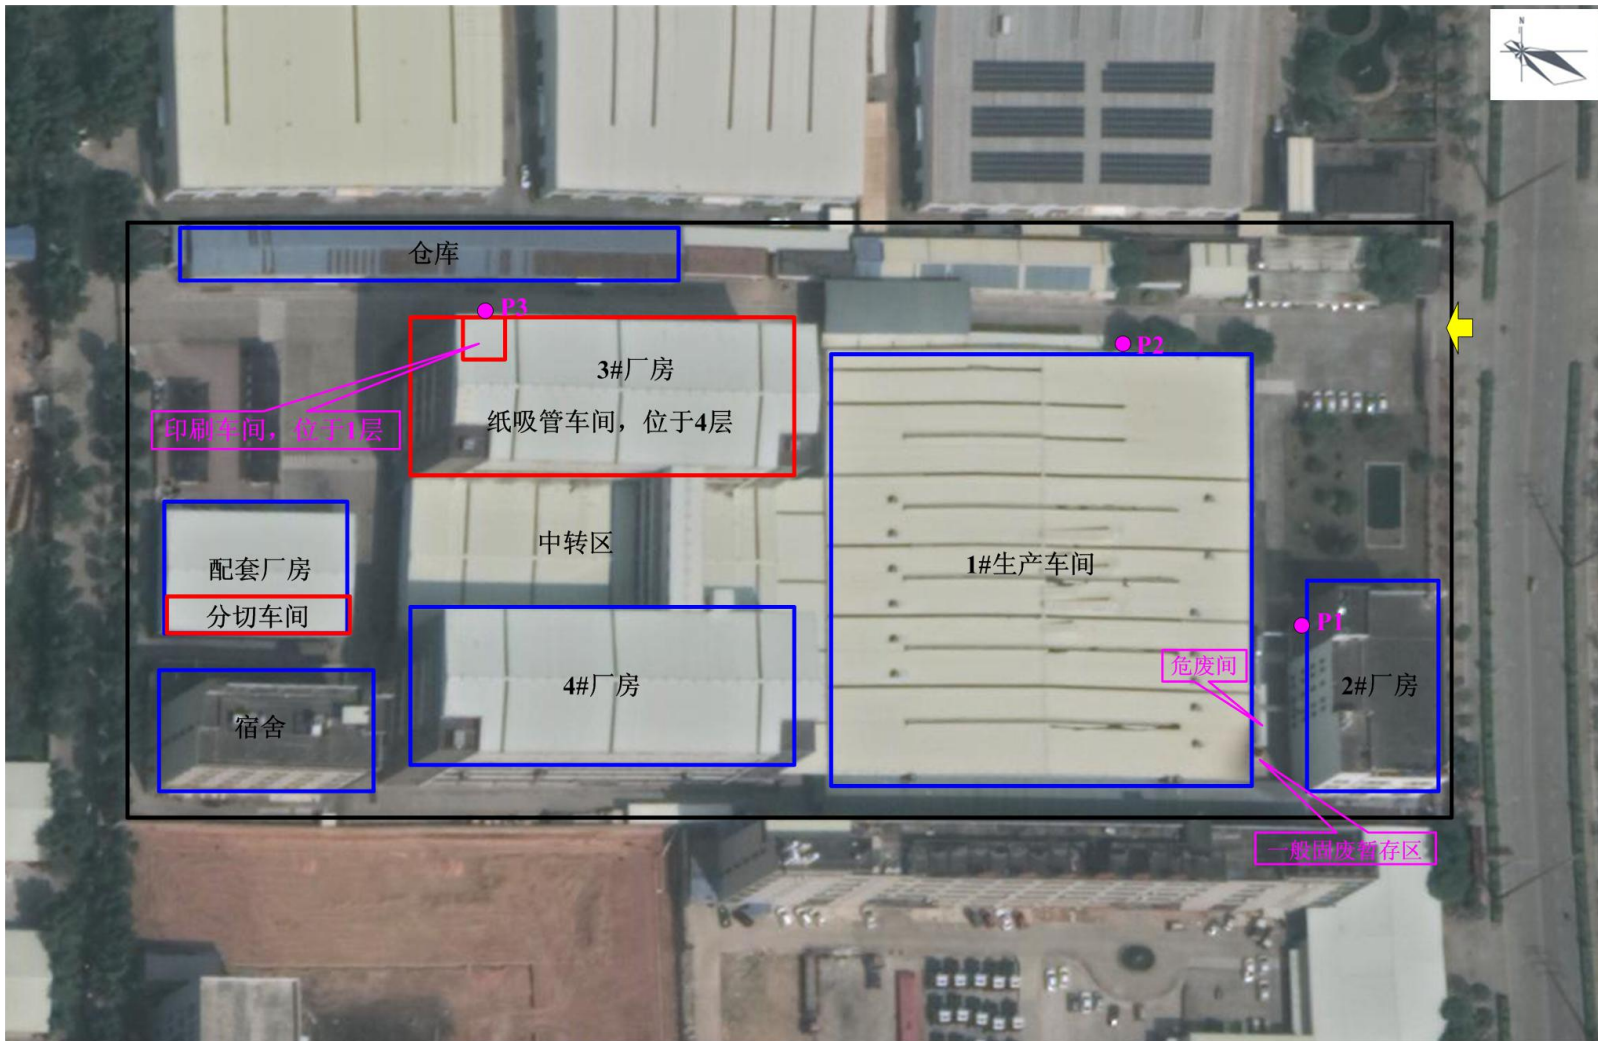 N
仓库
P3
P2
3#厂房
纸吸管车间，位于4层
印刷车间，位于1层
中转区
1#生产车间
配套厂房
分切车间
P1
危废间
4#厂房
2#厂房
宿舍
一般固废暂存区